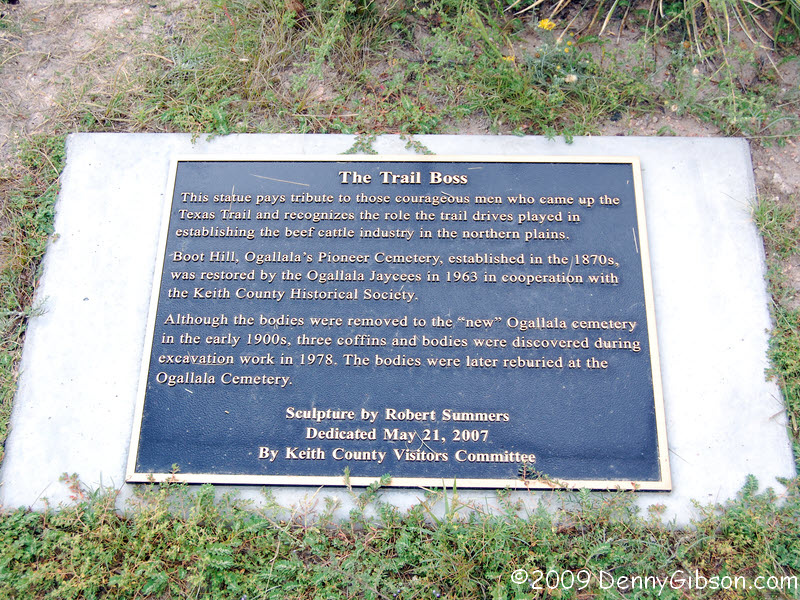 The Trail Boss
This statue pays tribute to those courageous men who came up the
Texas Trail and recognizes the role the trail drives played in
establishing the beef cattle industry in the northern plains.
Boot Hill, Ogallala's Pioneer Cemetery, established in the 1870s,
was restored by the Ogallala Jaycees in 1963 in cooperation with
the Keith County Historical Society.
Although the bodies were removed to the “new” Ogallala cemetery
in the early 1900s, three coffins and bodies were discovered during
excavation work in 1978. The bodies were later reburied at the
Ogallala Cemetery.
Sculpture by Robert Summers
Dedicated May 21, 2007
By Keith County Visitors Committee
©2009 DennyGibson.com